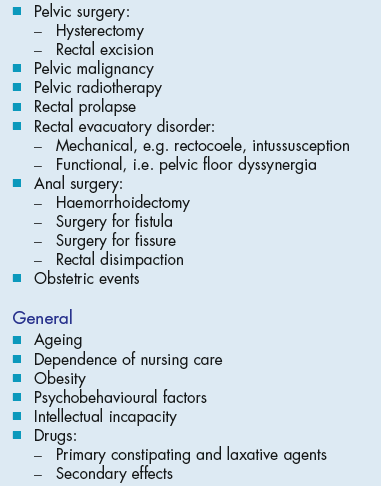 ■ Pelvic surgery:
– Hysterectomy
– Rectal excision
■ Pelvic malignancy
■ Pelvic radiotherapy
■ Rectal prolapse
■ Rectal evacuatory disorder:
– Mechanical, e.g. rectocoele, intussusception
– Functional, i.e. pelvic floor dyssynergia
■ Anal surgery:
– Haemorrhoidectomy
– Surgery for fistula
– Surgery for fissure
– Rectal disimpaction
■ Obstetric events
General
■ Ageing
■ Dependence of nursing care
■ Obesity
■ Psychobehavioural factors
■ Intellectual incapacity
■ Drugs:
– Primary constipating and laxative agents
– Secondary effects